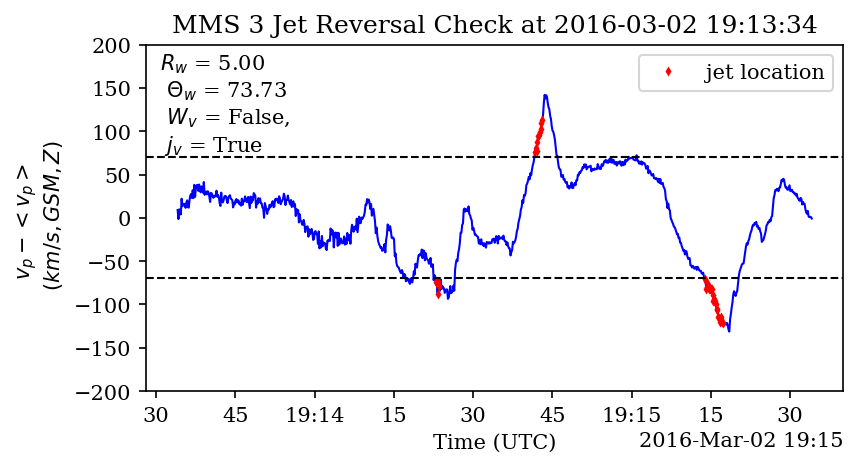 MMS 3 Jet Reversal Check at 2016-03-02 19:13:34
R_w = 5.00
Θ_w = 73.73
W_v = False,
j_v = True
jet location
200
150
100
50
0
−50
−100
−150
−200
v_p − < v_p >
(km/s, GSM, Z)
30 45 19:14 15 30 45 19:15 15 30
Time (UTC)
2016-Mar-02 19:15